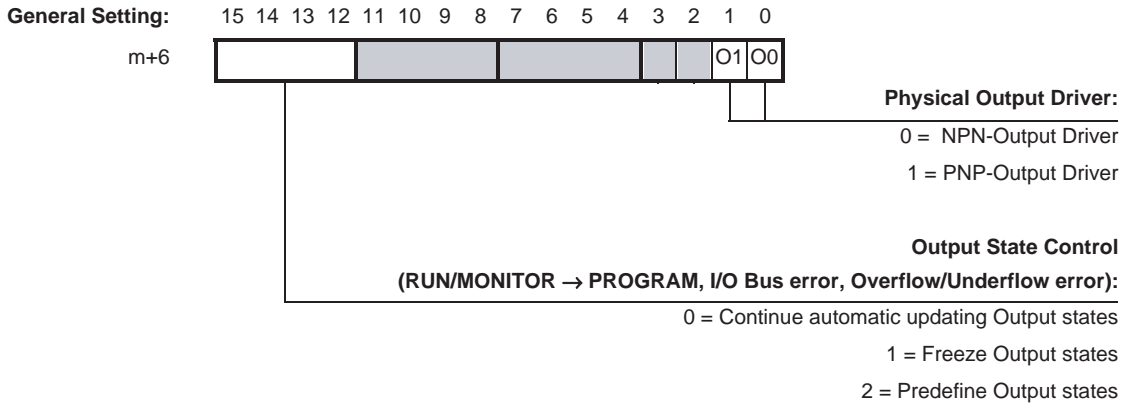 General Setting: 15 14 13 12 11 10 9 8 7 6 5 4 3 2 1 0
m+6 O1 O0
Physical Output Driver:
0 = NPN-Output Driver
1 = PNP-Output Driver
Output State Control
(RUN/MONITOR → PROGRAM, I/O Bus error, Overflow/Underflow error):
0 = Continue automatic updating Output states
1 = Freeze Output states
2 = Predefine Output states